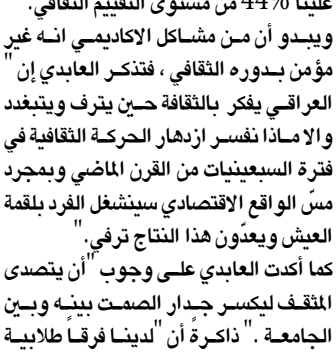 علينا 44% من مستوى التقييم الثقافي.
ويبدو أن من مشاكل الاكاديمي انه غير
مؤمن بدوره الثقافي ، فتذكر العابدي إن "
العراقي يفكر بالثقافة حين يترف ويتبغدد
والا ماذا نفسر ازدهار الحركة الثقافية في
فترة السبعينيات من القرن الماضي وبمجرد
مسّ الواقع الاقتصادي سينشغل الفرد بلقمة
العيش ويعدّون هذا النتاج ترفي."
كما أكدت العابدي على وجوب "أن يتصدى
المثقف ليكسر جدار الصمت بينه وبين
الجامعة ." ذاكرةً أن "لدينا فرقاً طلابية